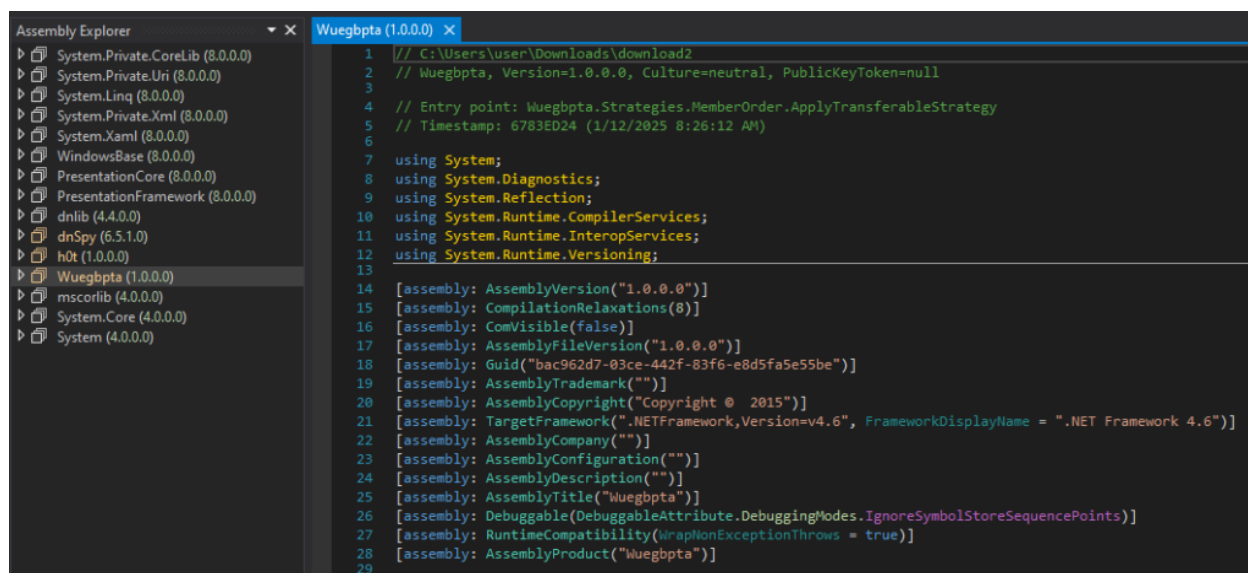 Assembly Explorer
System.Private.CoreLib (8.0.0.0)
System.Private.Uri (8.0.0.0)
System.Linq (8.0.0.0)
System.Private.Xml (8.0.0.0)
System.Xaml (8.0.0.0)
WindowsBase (8.0.0.0)
PresentationCore (8.0.0.0)
PresentationFramework (8.0.0.0)
dnlib (4.4.0.0)
dnSpy (6.5.1.0)
h0t (1.0.0.0)
Wuegbpta (1.0.0.0)
mscorlib (4.0.0.0)
System.Core (4.0.0.0)
System (4.0.0.0)
Wuegbpta (1.0.0.0)
1 // C:\Users\user\Downloads\download2
2 // Wuegbpta, Version=1.0.0.0, Culture=neutral, PublicKeyToken=null
3
4 // Entry point: Wuegbpta.Strategies.MemberOrder.ApplyTransferableStrategy
5 // Timestamp: 6783ED24 (1/12/2025 8:26:12 AM)
6
7 using System;
8 using System.Diagnostics;
9 using System.Reflection;
10 using System.Runtime.CompilerServices;
11 using System.Runtime.InteropServices;
12 using System.Runtime.Versioning;
13
14 [assembly: AssemblyVersion("1.0.0.0")]
15 [assembly: CompilationRelaxations(8)]
16 [assembly: ComVisible(false)]
17 [assembly: AssemblyFileVersion("1.0.0.0")]
18 [assembly: Guid("bac962d7-03ce-442f-83f6-e8d5fa5e55be")]
19 [assembly: AssemblyTrademark("")]
20 [assembly: AssemblyCopyright("Copyright © 2015")]
21 [assembly: TargetFramework(".NETFramework,Version=v4.6", FrameworkDisplayName = ".NET Framework 4.6")]
22 [assembly: AssemblyCompany("")]
23 [assembly: AssemblyConfiguration("")]
24 [assembly: AssemblyDescription("")]
25 [assembly: AssemblyTitle("Wuegbpta")]
26 [assembly: Debuggable(DebuggableAttribute.DebuggingModes.IgnoreSymbolStoreSequencePoints)]
27 [assembly: RuntimeCompatibility(WrapNonExceptionThrows = true)]
28 [assembly: AssemblyProduct("Wuegbpta")]
29